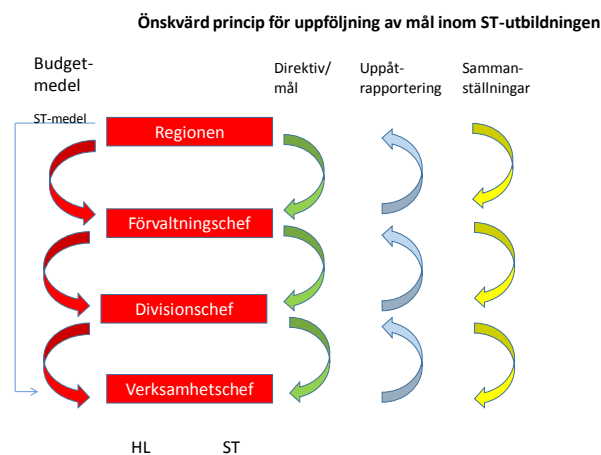 Önskvärd princip för uppföljning av mål inom ST-utbildningen
Budget-
medel
Direktiv/
mål
Uppåt-
rapportering
Samman-
ställningar
ST-medel
Regionen
Förvaltningschef
Divisionschef
Verksamhetschef
HL ST